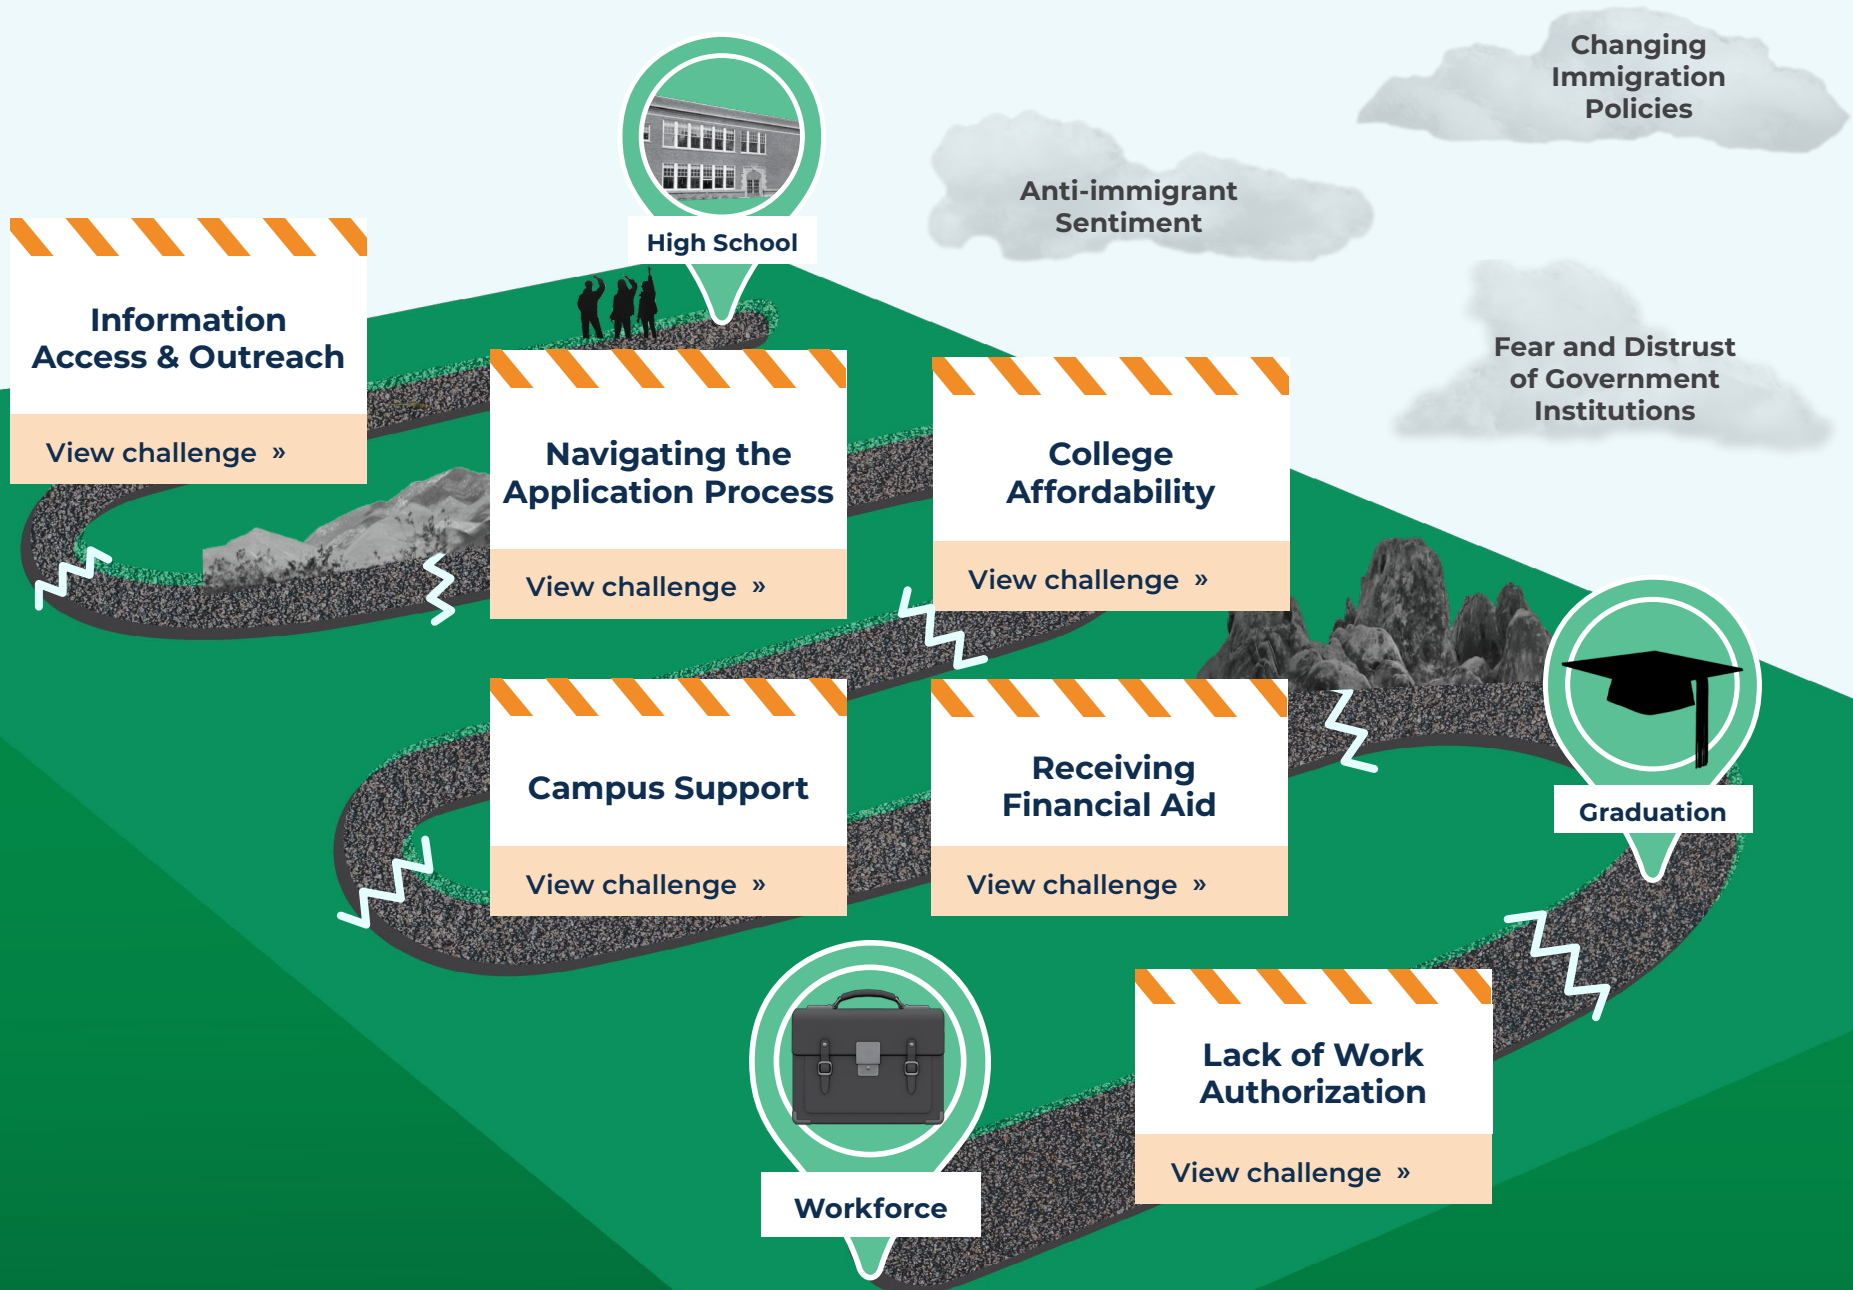 Changing
Immigration
Policies
Anti-immigrant
Sentiment
High School
Information
Access & Outreach
View challenge »
Fear and Distrust
of Government
Institutions
Navigating the
Application Process
View challenge »
College
Affordability
View challenge »
Campus Support
View challenge »
Receiving
Financial Aid
View challenge »
Graduation
Lack of Work
Authorization
View challenge »
Workforce